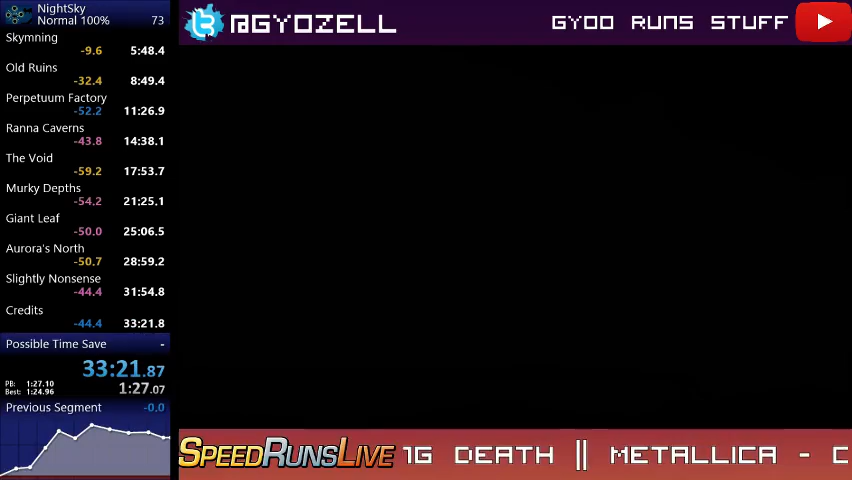 NightSky
Normal 100% 73
Skymning
-9.6 5:48.4
Old Ruins
-32.4 8:49.4
Perpetuum Factory
-52.2 11:26.9
Ranna Caverns
-43.8 14:38.1
The Void
-59.2 17:53.7
Murky Depths
-54.2 21:25.1
Giant Leaf
-50.0 25:06.5
Aurora's North
-50.7 28:59.2
Slightly Nonsense
-44.4 31:54.8
Credits
-44.4 33:21.8
Possible Time Save -
33:21.87
PB: 1:27.10
Best: 1:24.96
1:27.07
Previous Segment -0.0
@GYOZELL
GYOO RUNS STUFF
SPEEDRUNSLIVE
1G DEATH || METALLICA - C